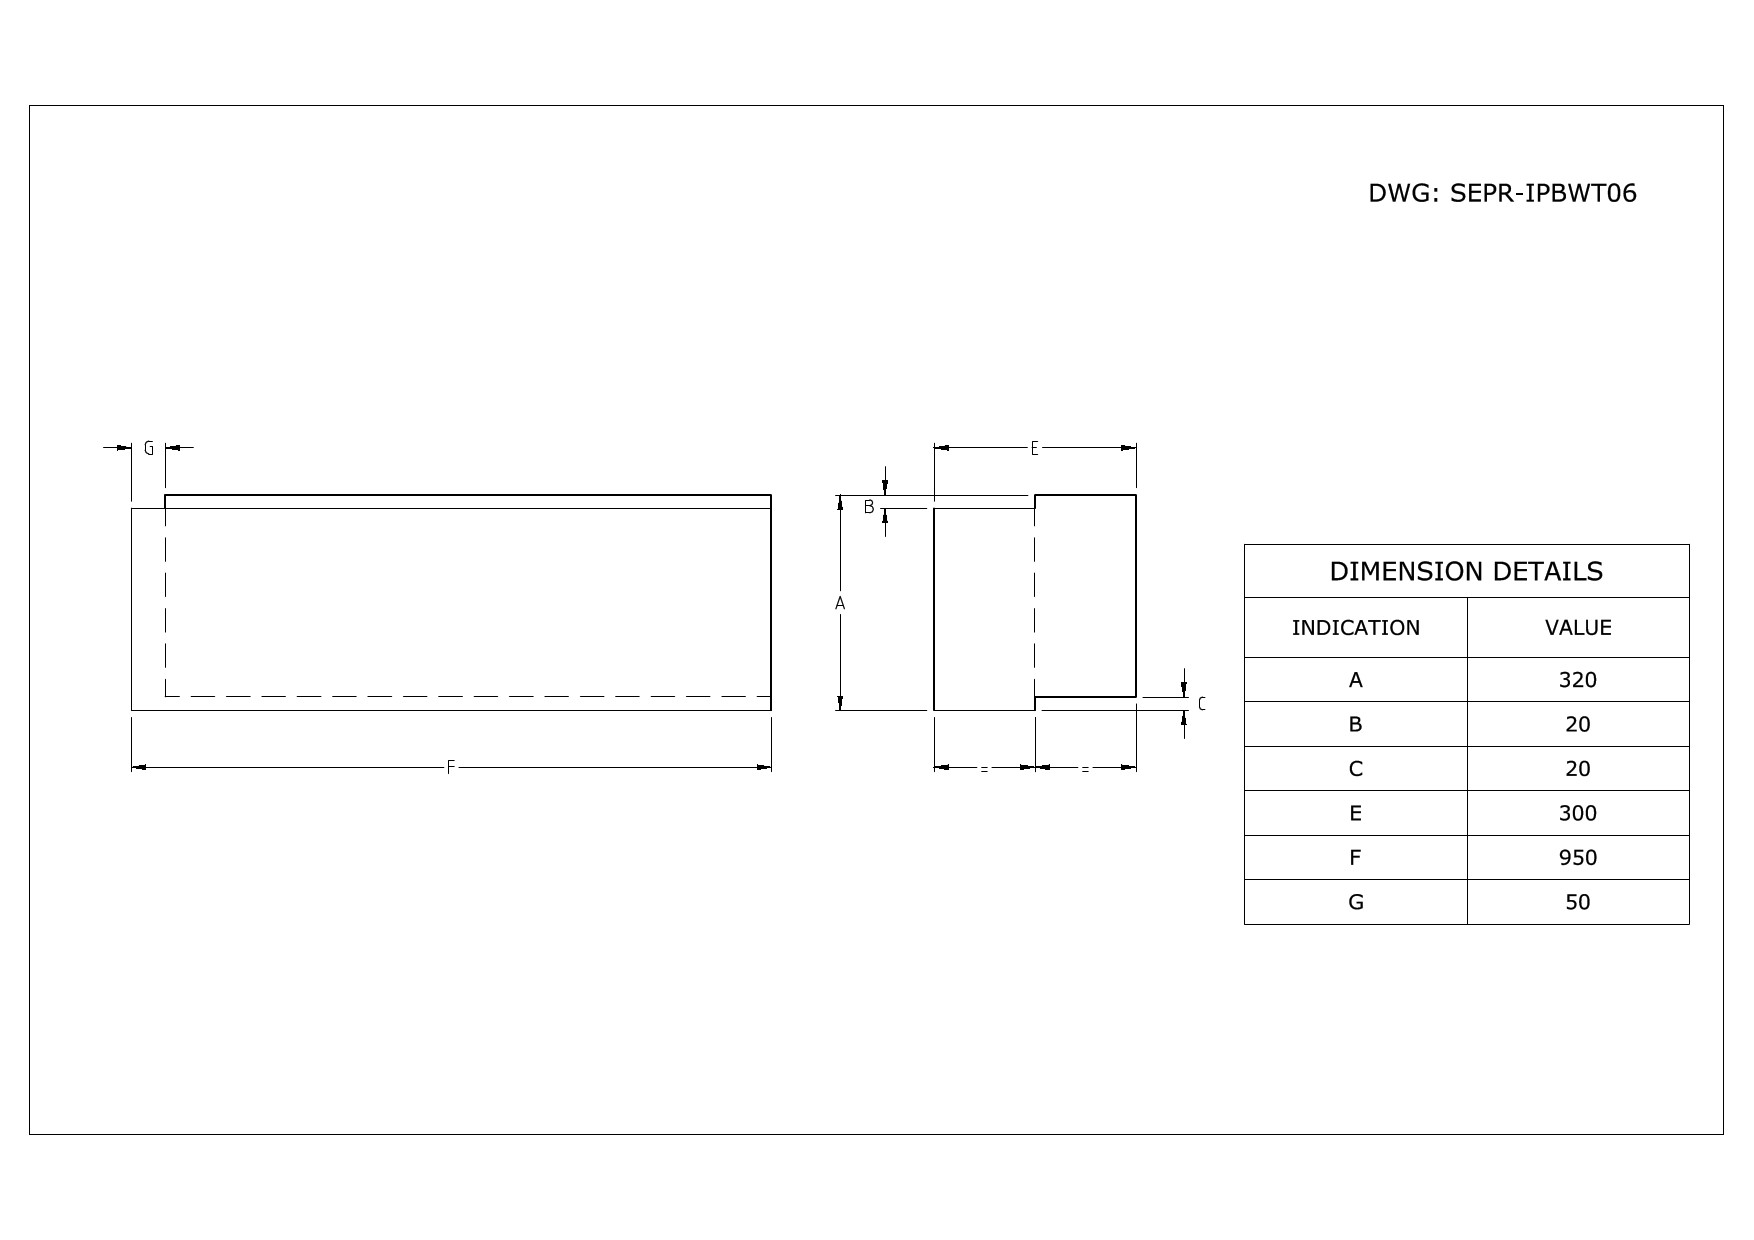 DWG: SEPR-IPBWT06
G
E
B
A
C
F
=
=
DIMENSION DETAILS
INDICATION VALUE
A 320
B 20
C 20
E 300
F 950
G 50